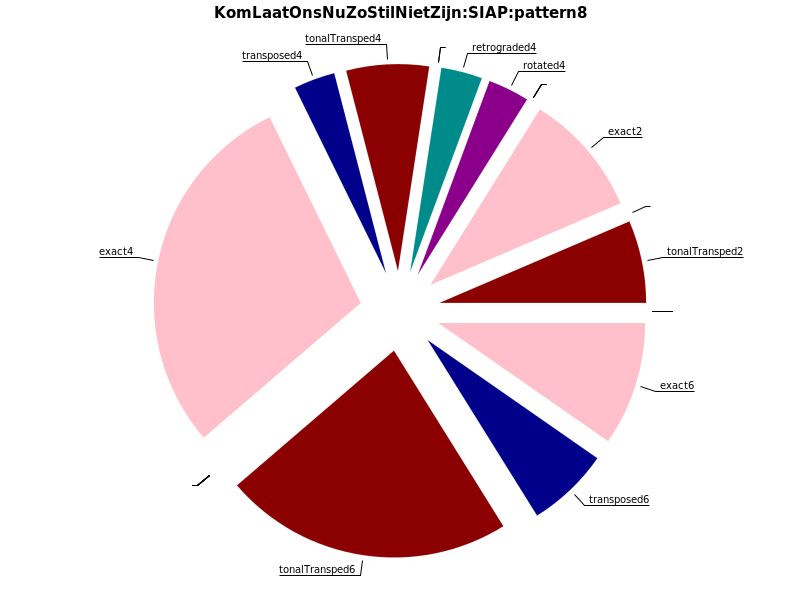 KomLaatOnsNuZoStilNietZijn:SIAP:pattern8
tonalTransped4
transposed4
retrograded4
rotated4
exact2
exact4
tonalTransped2
exact6
transposed6
tonalTransped6